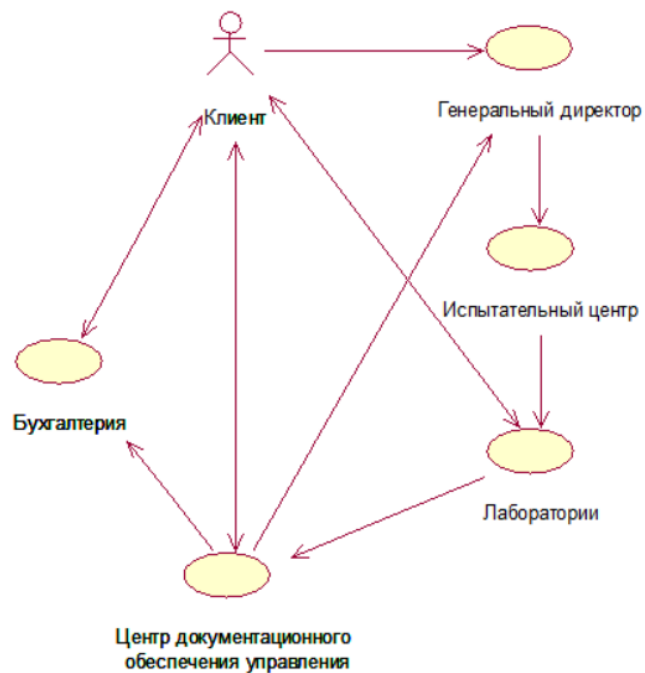 Клиент
Генеральный директор
Испытательный центр
Бухгалтерия
Лаборатории
Центр документационного
обеспечения управления